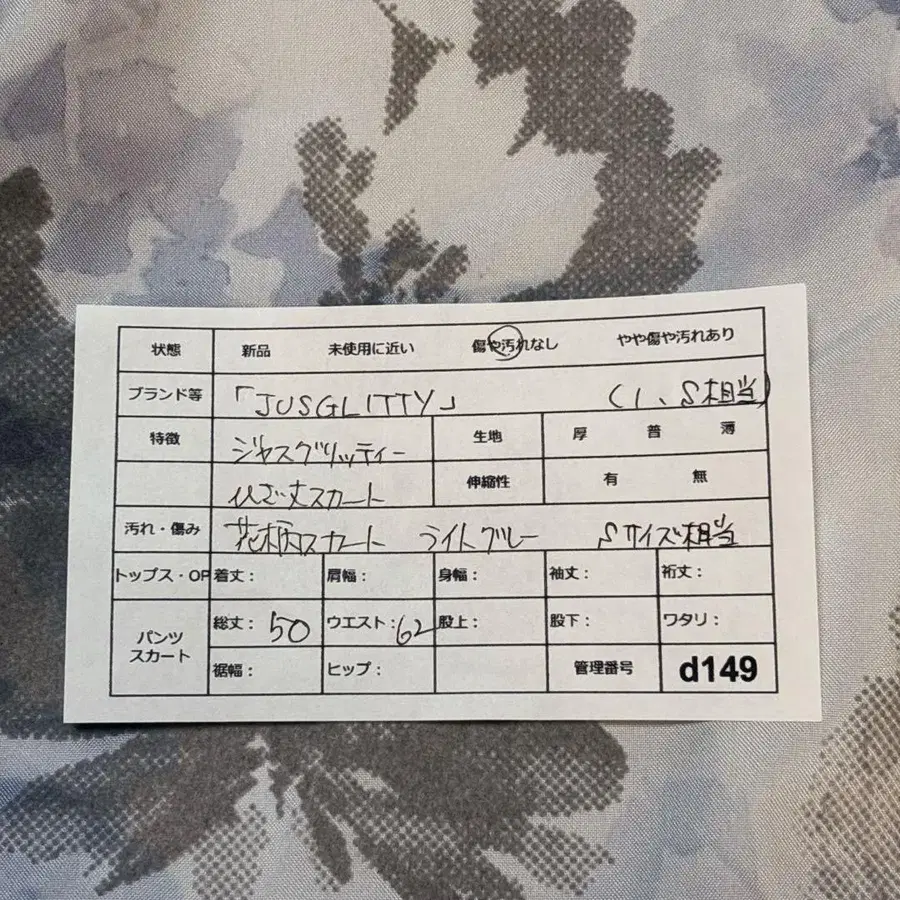 状態 新品 未使用に近い 傷や汚れなし やや傷や汚れあり
ブランド等 「JUSGLITTY」 (1、S相当)
特徴 ジャスグリッティー 生地 厚 普 薄
ひざ丈スカート 伸縮性 有 無
汚れ・傷み 花柄スカート ライトグレー Sサイズ相当
トップス・OP 着丈: 肩幅: 身幅: 袖丈: 裄丈:
パンツ スカート 総丈: 50 ウエスト: 62 股上: 股下: ワタリ:
裾幅: ヒップ: 管理番号 d149